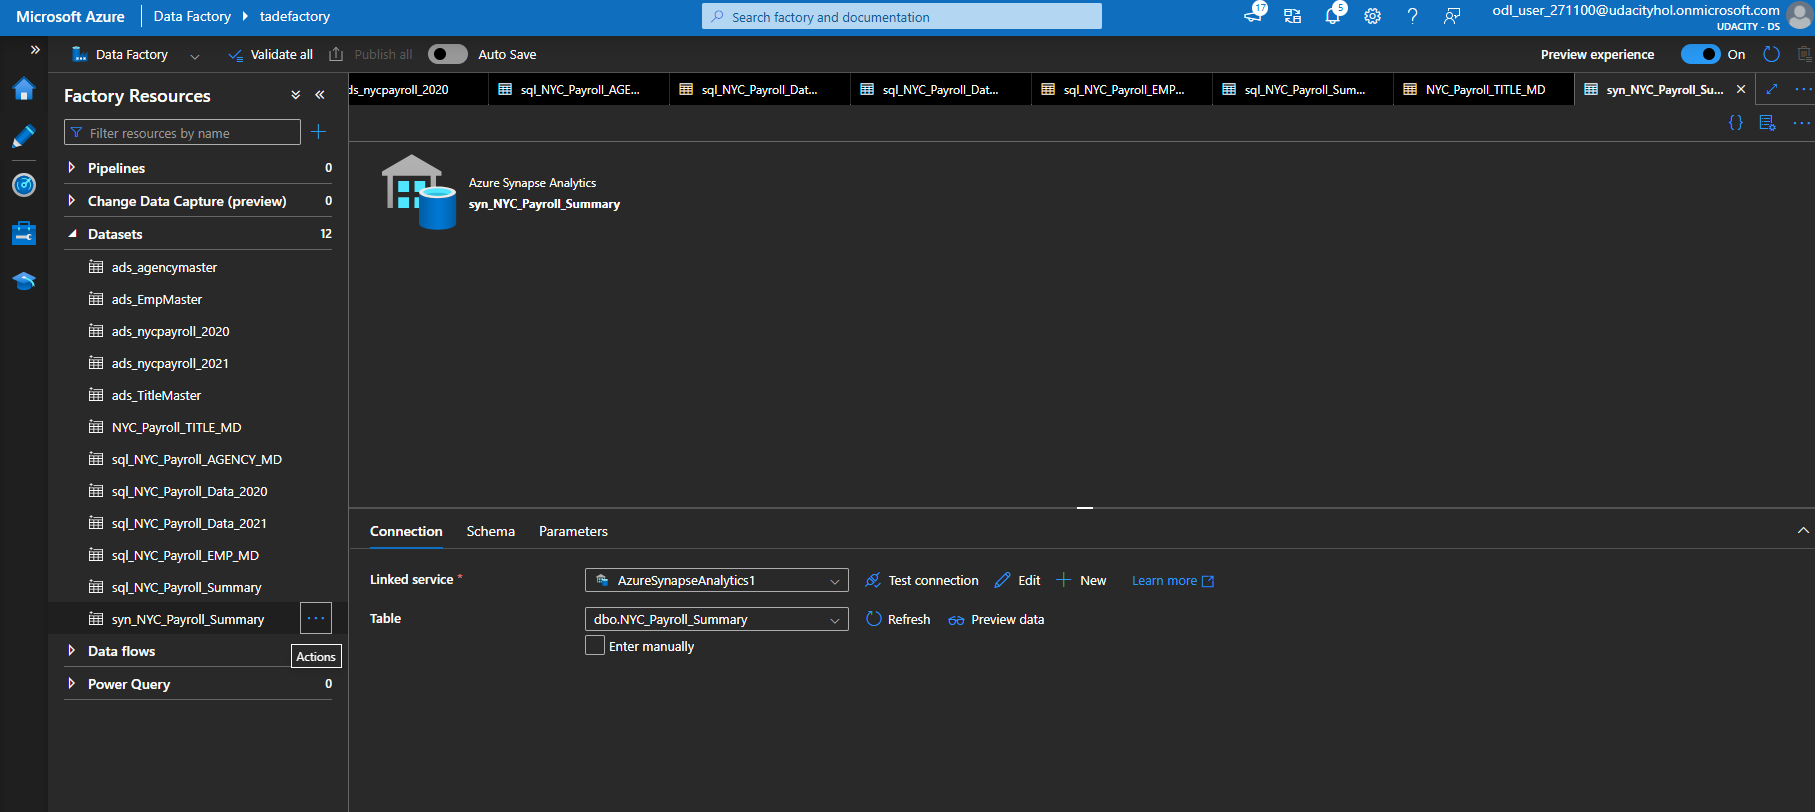 Microsoft Azure Data Factory tadefactory Search factory and documentation 17 5 odl_user_271100@udacityhol.onmicrosoft.com
UDACITY - DS
Data Factory Validate all Publish all Auto Save Preview experience On
Factory Resources
Filter resources by name
Pipelines 0
Change Data Capture (preview) 0
Datasets 12
ads_agencymaster
ads_EmpMaster
ads_nycpayroll_2020
ads_nycpayroll_2021
ads_TitleMaster
NYC_Payroll_TITLE_MD
sql_NYC_Payroll_AGENCY_MD
sql_NYC_Payroll_Data_2020
sql_NYC_Payroll_Data_2021
sql_NYC_Payroll_EMP_MD
sql_NYC_Payroll_Summary
syn_NYC_Payroll_Summary
Data flows
Actions
Power Query 0
ds_nycpayroll_2020 sql_NYC_Payroll_AGE... sql_NYC_Payroll_Dat... sql_NYC_Payroll_Dat... sql_NYC_Payroll_EMP... sql_NYC_Payroll_Sum... NYC_Payroll_TITLE_MD syn_NYC_Payroll_Su...
Azure Synapse Analytics
syn_NYC_Payroll_Summary
Connection Schema Parameters
Linked service * AzureSynapseAnalytics1 Test connection Edit New Learn more
Table dbo.NYC_Payroll_Summary Refresh Preview data
Enter manually